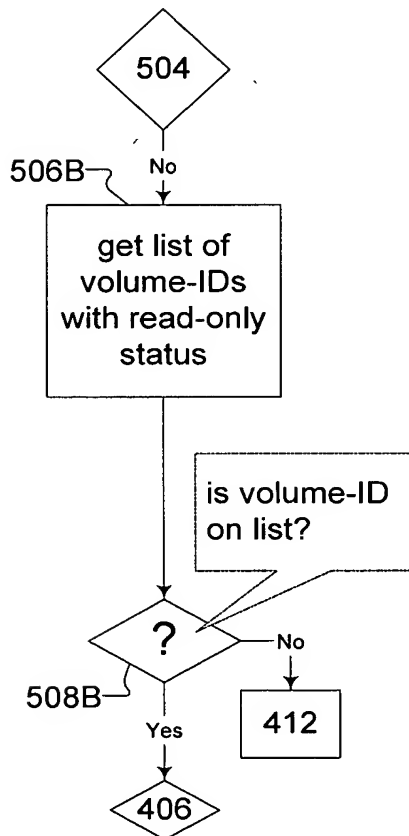 504
No
506B
get list of
volume-IDs
with read-only
status
is volume-ID
on list?
?
No
508B
Yes
412
406